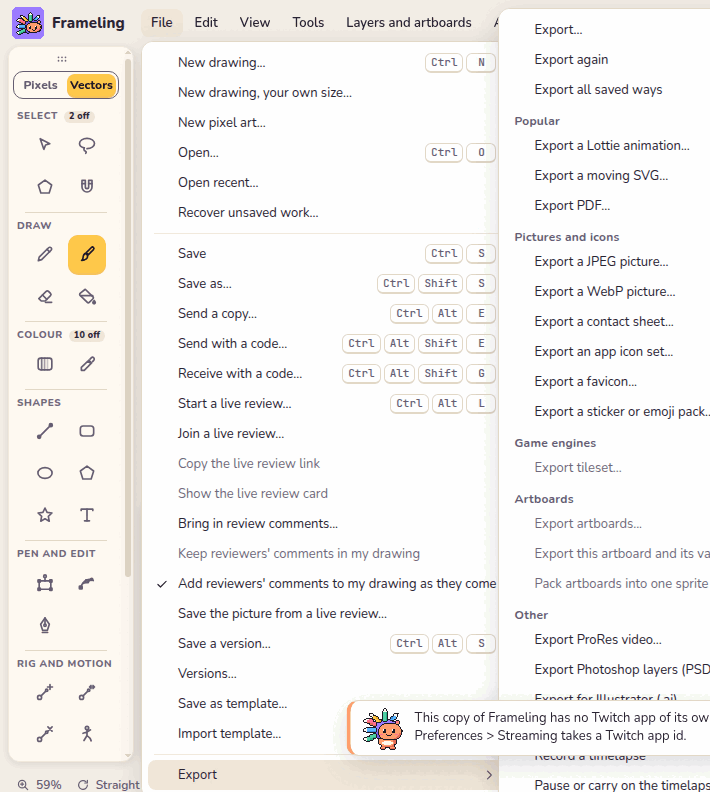 Frameling
File Edit View Tools Layers and artboards
Pixels Vectors
SELECT 2 off
DRAW
COLOUR 10 off
SHAPES
PEN AND EDIT
RIG AND MOTION
59% Straight
New drawing... Ctrl N
New drawing, your own size...
New pixel art...
Open... Ctrl O
Open recent...
Recover unsaved work...
Save Ctrl S
Save as... Ctrl Shift S
Send a copy... Ctrl Alt E
Send with a code... Ctrl Alt Shift E
Receive with a code... Ctrl Alt Shift G
Start a live review... Ctrl Alt L
Join a live review...
Copy the live review link
Show the live review card
Bring in review comments...
Keep reviewers' comments in my drawing
Add reviewers' comments to my drawing as they come
Save the picture from a live review...
Save a version... Ctrl Alt S
Versions...
Save as template...
Import template...
Export
Export...
Export again
Export all saved ways
Popular
Export a Lottie animation...
Export a moving SVG...
Export PDF...
Pictures and icons
Export a JPEG picture...
Export a WebP picture...
Export a contact sheet...
Export an app icon set...
Export a favicon...
Export a sticker or emoji pack...
Game engines
Export tileset...
Artboards
Export artboards...
Export this artboard and its va
Pack artboards into one sprite
Other
Export ProRes video...
Export Photoshop layers (PSD
Export for Illustrator (.ai)
This copy of Frameling has no Twitch app of its ow
Preferences > Streaming takes a Twitch app id.
Record a timelapse
Pause or carry on the timelaps